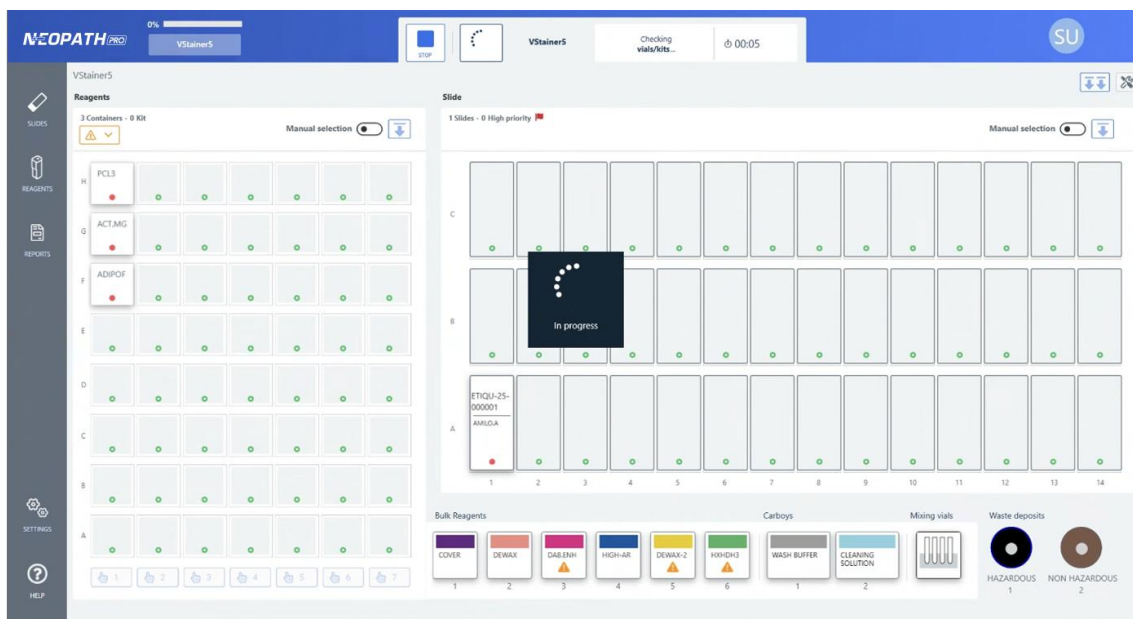 NEOPATH PRO
0%
VStainer5
STOP
VStainer5
Checking
vials/kits...
00:05
SU
VStainer5
SLIDES
REAGENTS
REPORTS
SETTINGS
HELP
Reagents
3 Containers - 0 Kit
Manual selection
H
PCL3
G
ACT.MG
F
ADIPOF
E
D
C
B
A
1 2 3 4 5 6 7
Slide
1 Slides - 0 High priority
Manual selection
C
B
In progress
A
ETIQU-25-
000001
AMILO.A
1 2 3 4 5 6 7 8 9 10 11 12 13 14
Bulk Reagents
COVER
DEWAX
DAB.ENH
HIGH-AR
DEWAX-2
HXHDH3
1 2 3 4 5 6
Carboys
WASH BUFFER
CLEANING
SOLUTION
1 2
Mixing vials
Waste deposits
HAZARDOUS
1
NON HAZARDOUS
2